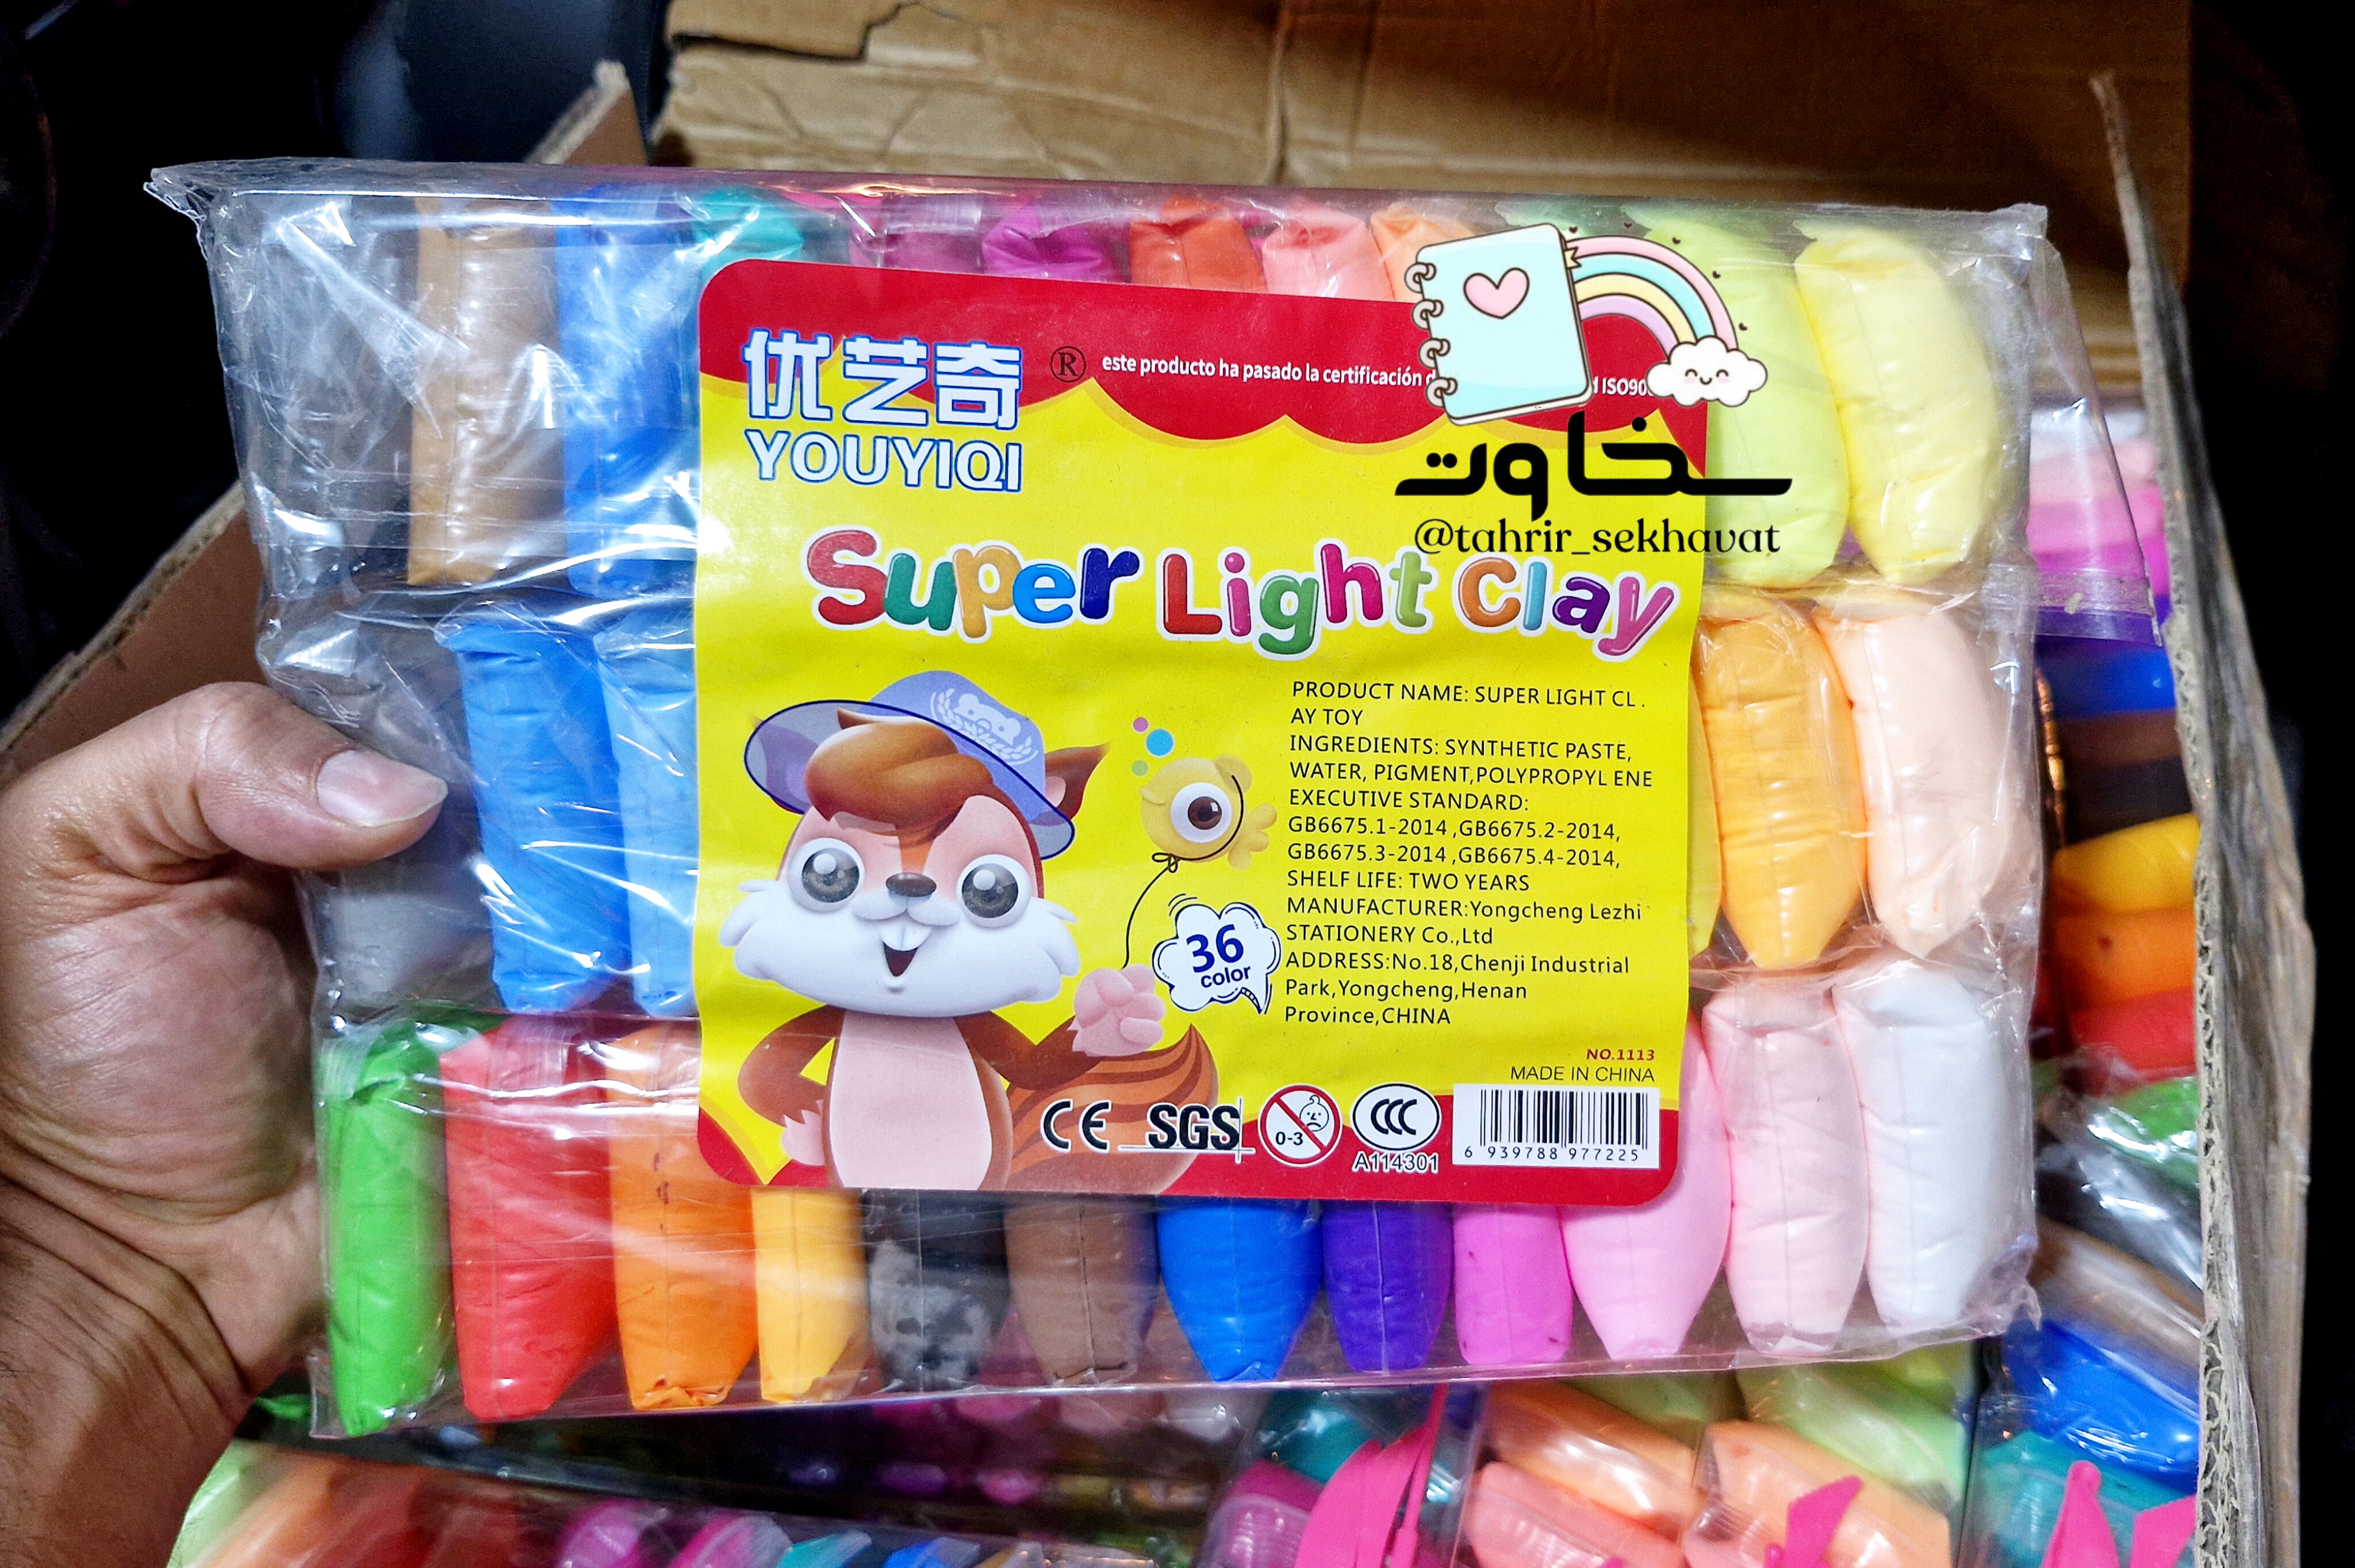 优艺奇
YOUYIQI
®
este producto ha pasado la certificación
ISO90
سخاوت
@tahrir_sekhavat
Super Light Clay
PRODUCT NAME: SUPER LIGHT CL .
AY TOY
INGREDIENTS: SYNTHETIC PASTE,
WATER, PIGMENT,POLYPROPYL ENE
EXECUTIVE STANDARD:
GB6675.1-2014 ,GB6675.2-2014,
GB6675.3-2014 ,GB6675.4-2014,
SHELF LIFE: TWO YEARS
MANUFACTURER:Yongcheng Lezhi
STATIONERY Co.,Ltd
ADDRESS:No.18,Chenji Industrial
Park,Yongcheng,Henan
Province,CHINA
36
color
NO.1113
MADE IN CHINA
CE SGS
0-3
CCC
A114301
6 939788 977225